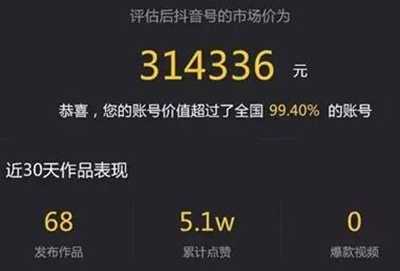 评估后抖音号的市场价为
314336 元
恭喜，您的账号价值超过了全国 99.40% 的账号
近30天作品表现
68 5.1w 0
发布作品 累计点赞 爆款视频